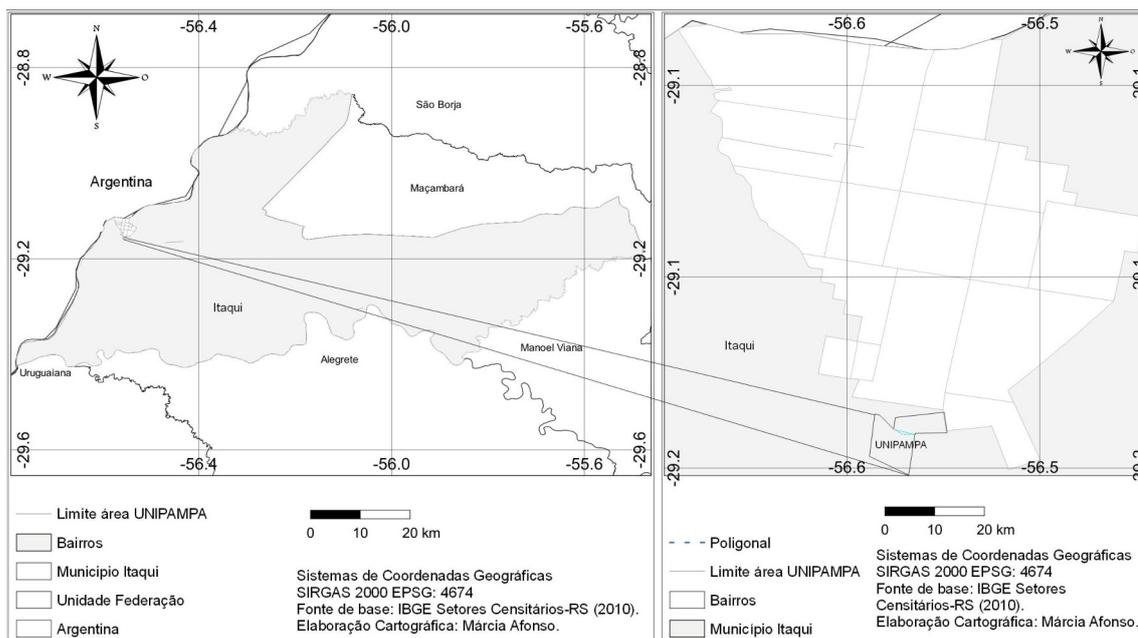 -56.4
-56.0
-55.6
N
W
O
S
-28.8
-28.8
São Borja
Argentina
Maçambará
-29.2
-29.2
Itaqui
Manoel Viana
Alegrete
Uruguaiana
-29.6
-29.6
-56.4
-56.0
-55.6
Limite área UNIPAMPA
Bairros
Município Itaqui
Unidade Federação
Argentina
0 10 20 km
Sistemas de Coordenadas Geográficas
SIRGAS 2000 EPSG: 4674
Fonte de base: IBGE Setores Censitários-RS (2010).
Elaboração Cartográfica: Márcia Afonso.
-56.6
-56.5
N
W
O
S
-29.1
-29.1
-29.1
-29.1
Itaqui
UNIPAMPA
-29.2
-56.6
-56.5
Poligonal
Limite área UNIPAMPA
Bairros
Município Itaqui
0 10 20 km
Sistemas de Coordenadas Geográficas
SIRGAS 2000 EPSG: 4674
Fonte de base: IBGE Setores
Censitários-RS (2010).
Elaboração Cartográfica: Márcia Afonso.